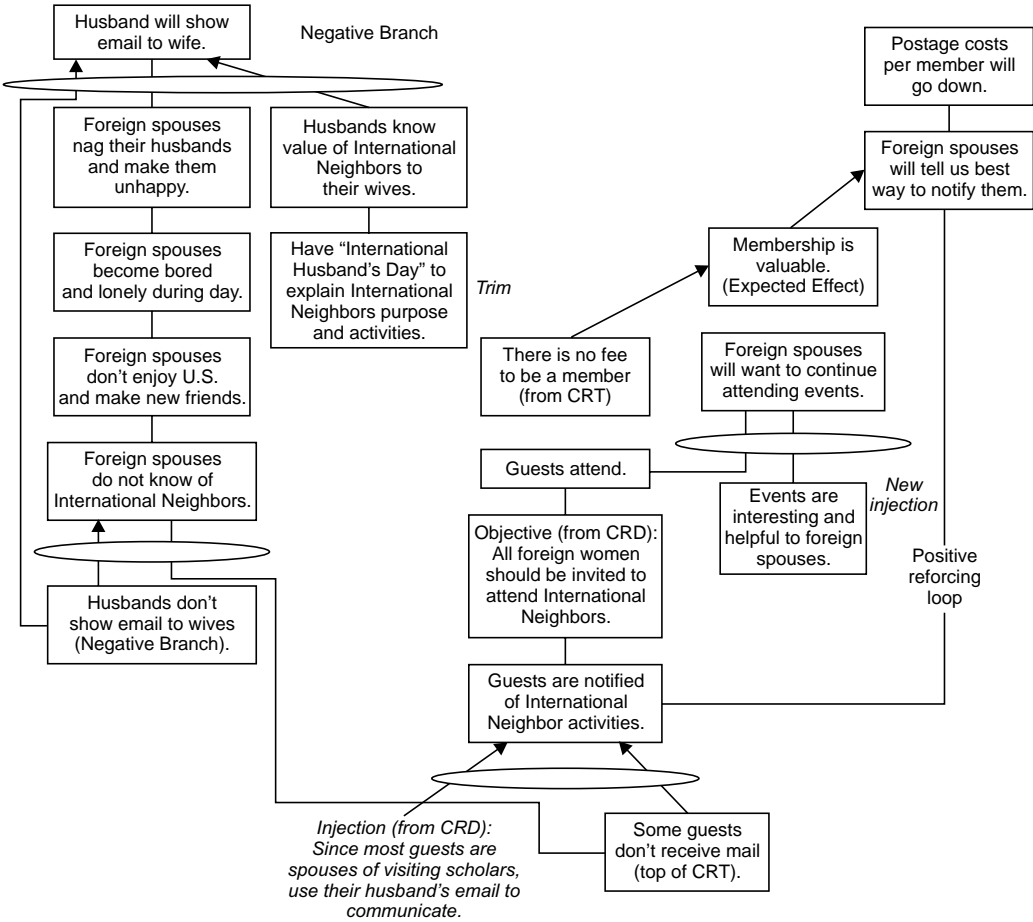 Husband will show
email to wife.
Negative Branch
Foreign spouses
nag their husbands
and make them
unhappy.
Husbands know
value of International
Neighbors to
their wives.
Foreign spouses
become bored
and lonely during day.
Have “International
Husband’s Day” to
explain International
Neighbors purpose
and activities.
Trim
Foreign spouses
don’t enjoy U.S.
and make new friends.
Foreign spouses
do not know of
International Neighbors.
Husbands don’t
show email to wives
(Negative Branch).
Postage costs
per member will
go down.
Foreign spouses
will tell us best
way to notify them.
Membership is
valuable.
(Expected Effect)
There is no fee
to be a member
(from CRT)
Foreign spouses
will want to continue
attending events.
Guests attend.
Events are
interesting and
helpful to foreign
spouses.
New
injection
Objective (from CRD):
All foreign women
should be invited to
attend International
Neighbors.
Positive
reforcing
loop
Guests are notified
of International
Neighbor activities.
Injection (from CRD):
Since most guests are
spouses of visiting scholars,
use their husband’s email to
communicate.
Some guests
don’t receive mail
(top of CRT).